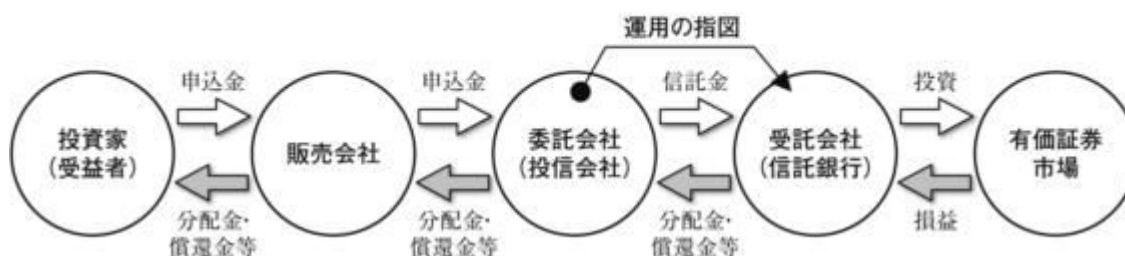 運用の指図
申込金
申込金
信託金
投資
投資家
(受益者)
販売会社
委託会社
(投信会社)
受託会社
(信託銀行)
有価証券
市場
分配金・
償還金等
分配金・
償還金等
分配金・
償還金等
損益